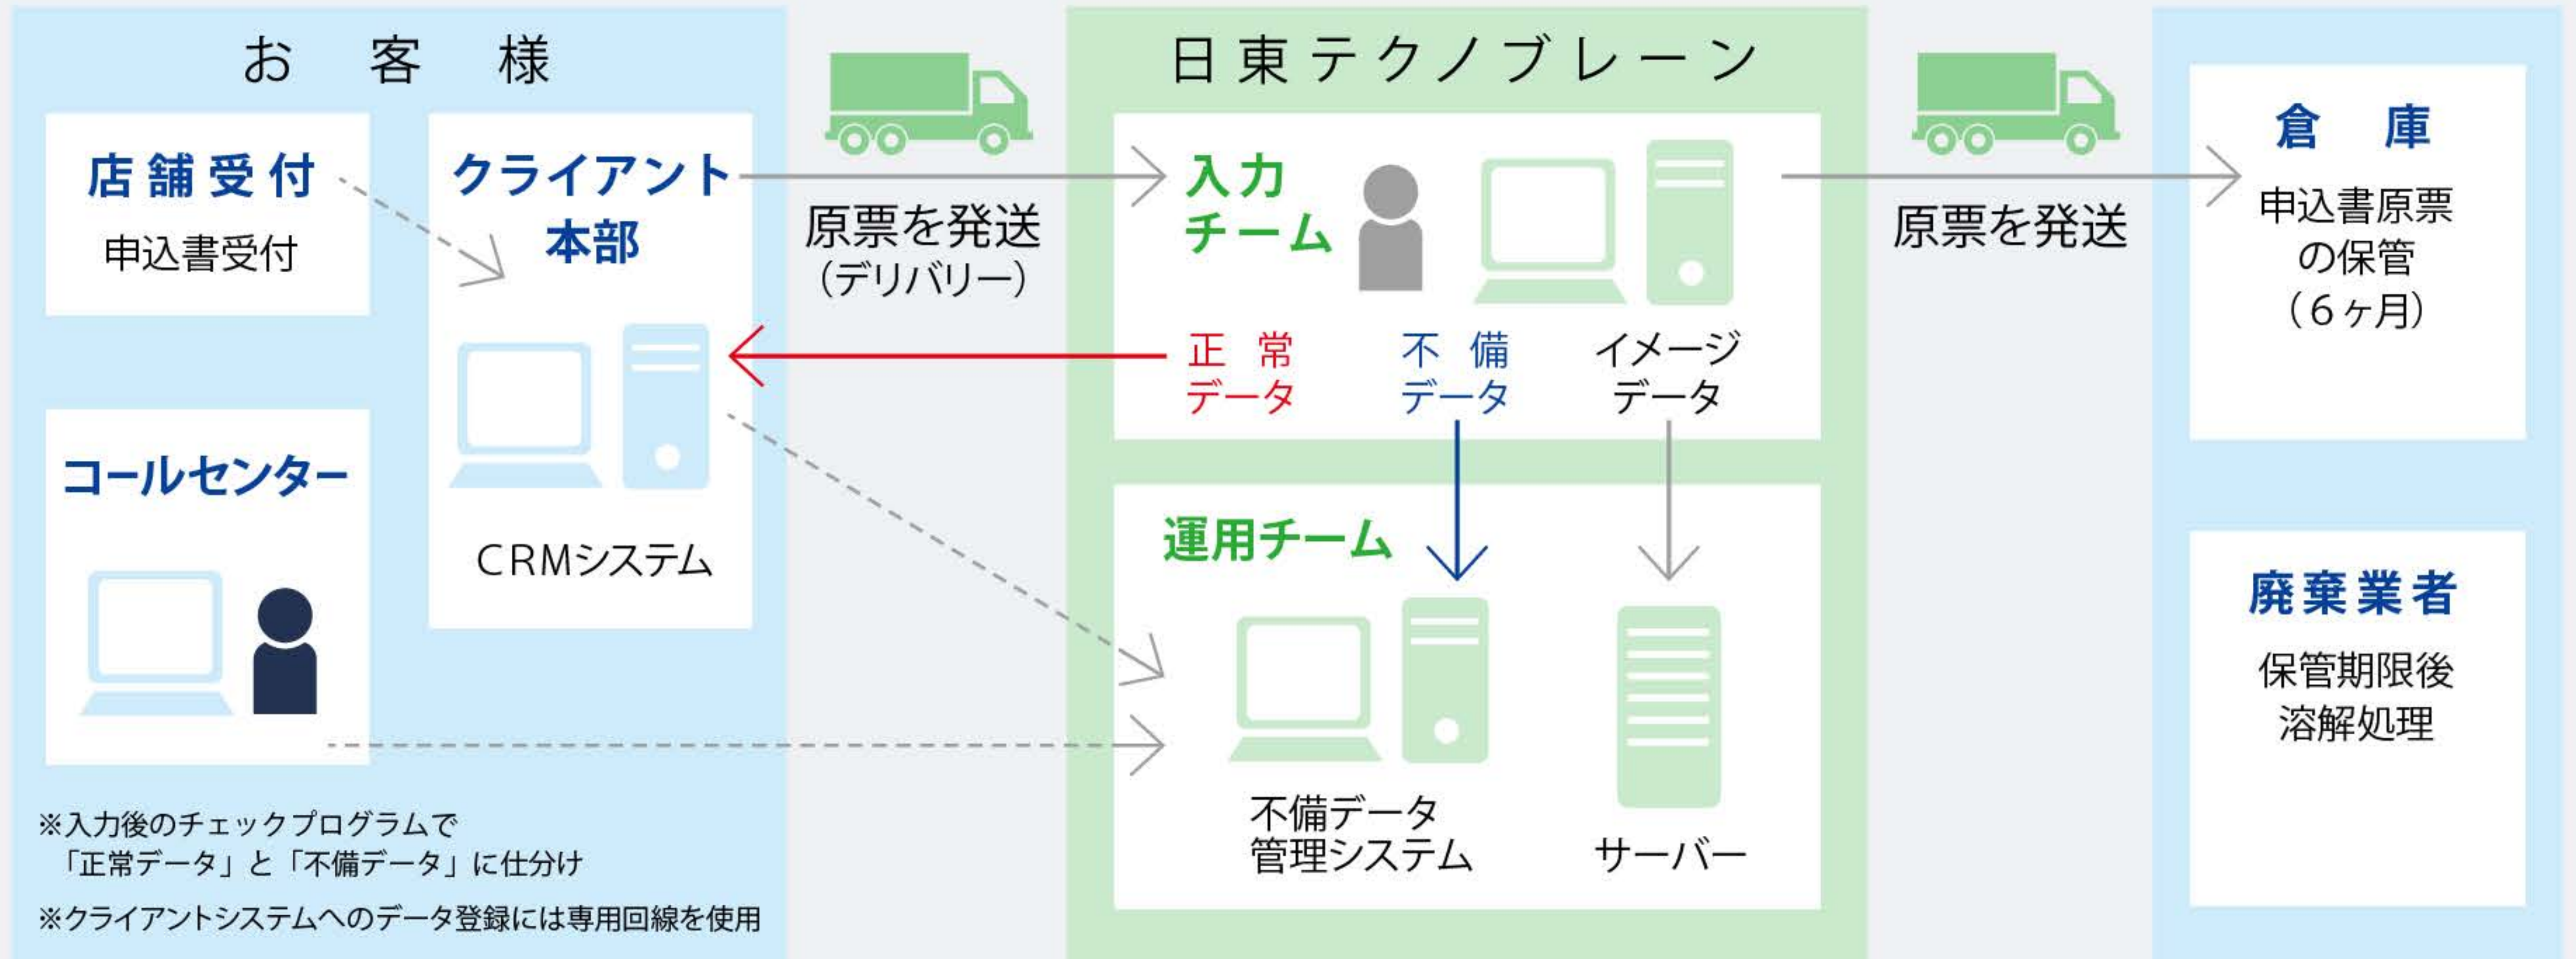 お客様
店舗受付
申込書受付
クライアント
本部
CRMシステム
コールセンター
※入力後のチェックプログラムで
「正常データ」と「不備データ」に仕分け
※クライアントシステムへのデータ登録には専用回線を使用
原票を発送
（デリバリー）
日東テクノブレーン
入力
チーム
正常
データ
不備
データ
イメージ
データ
運用チーム
不備データ
管理システム
サーバー
原票を発送
倉庫
申込書原票
の保管
（６ヶ月）
廃棄業者
保管期限後
溶解処理